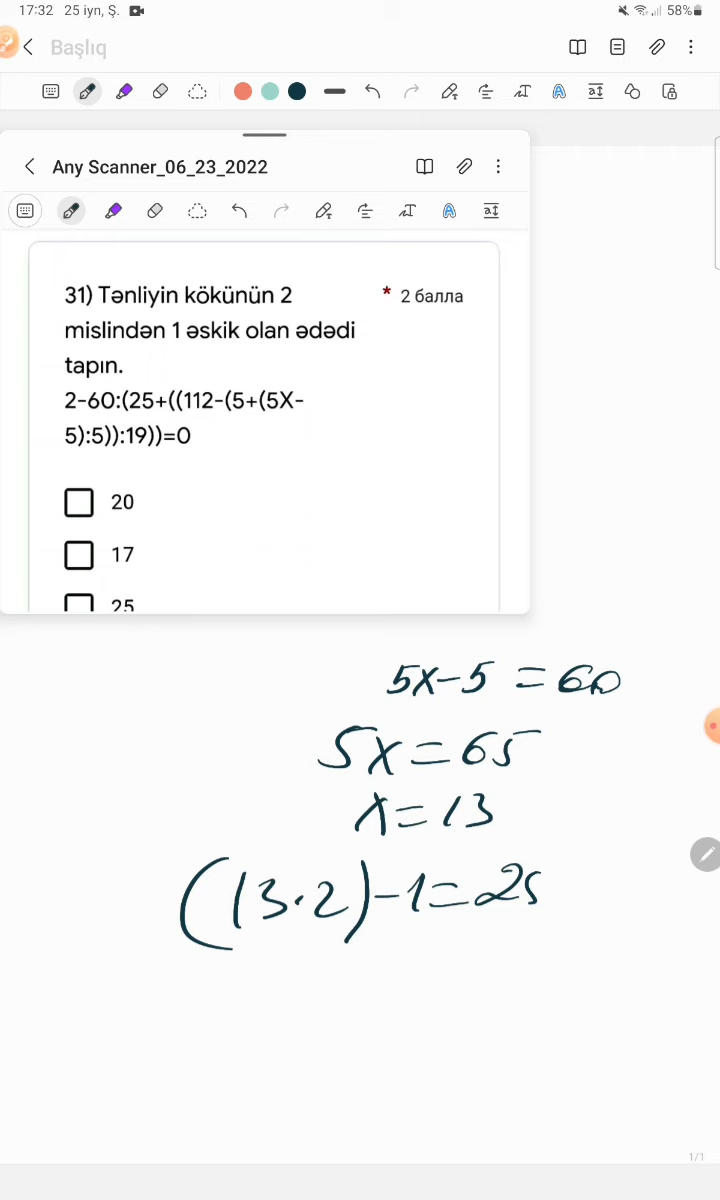 17:32 25 iyn, Ş. 58%
Başlıq
Any Scanner_06_23_2022
31) Tənliyin kökünün 2 * 2 балла
mislindən 1 əskik olan ədədi
tapın.
2-60:(25+((112-(5+(5X-
5):5)):19))=0
20
17
25
5x-5 = 60
5x=65
x=13
(13·2)-1=25
1/1